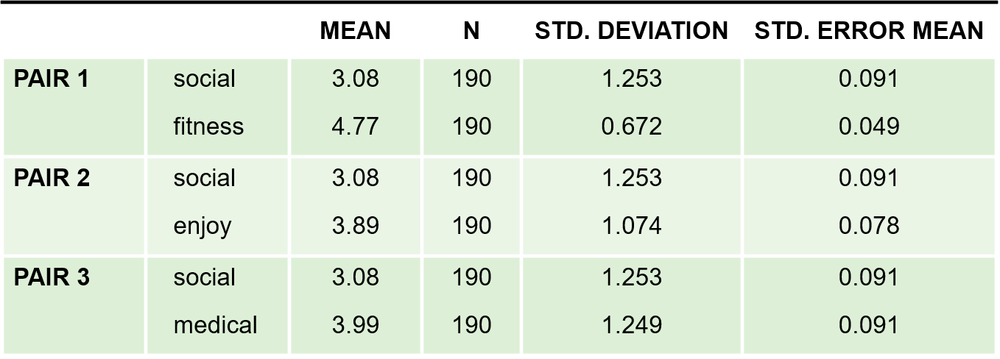 MEAN N STD. DEVIATION STD. ERROR MEAN
PAIR 1 social 3.08 190 1.253 0.091
fitness 4.77 190 0.672 0.049
PAIR 2 social 3.08 190 1.253 0.091
enjoy 3.89 190 1.074 0.078
PAIR 3 social 3.08 190 1.253 0.091
medical 3.99 190 1.249 0.091